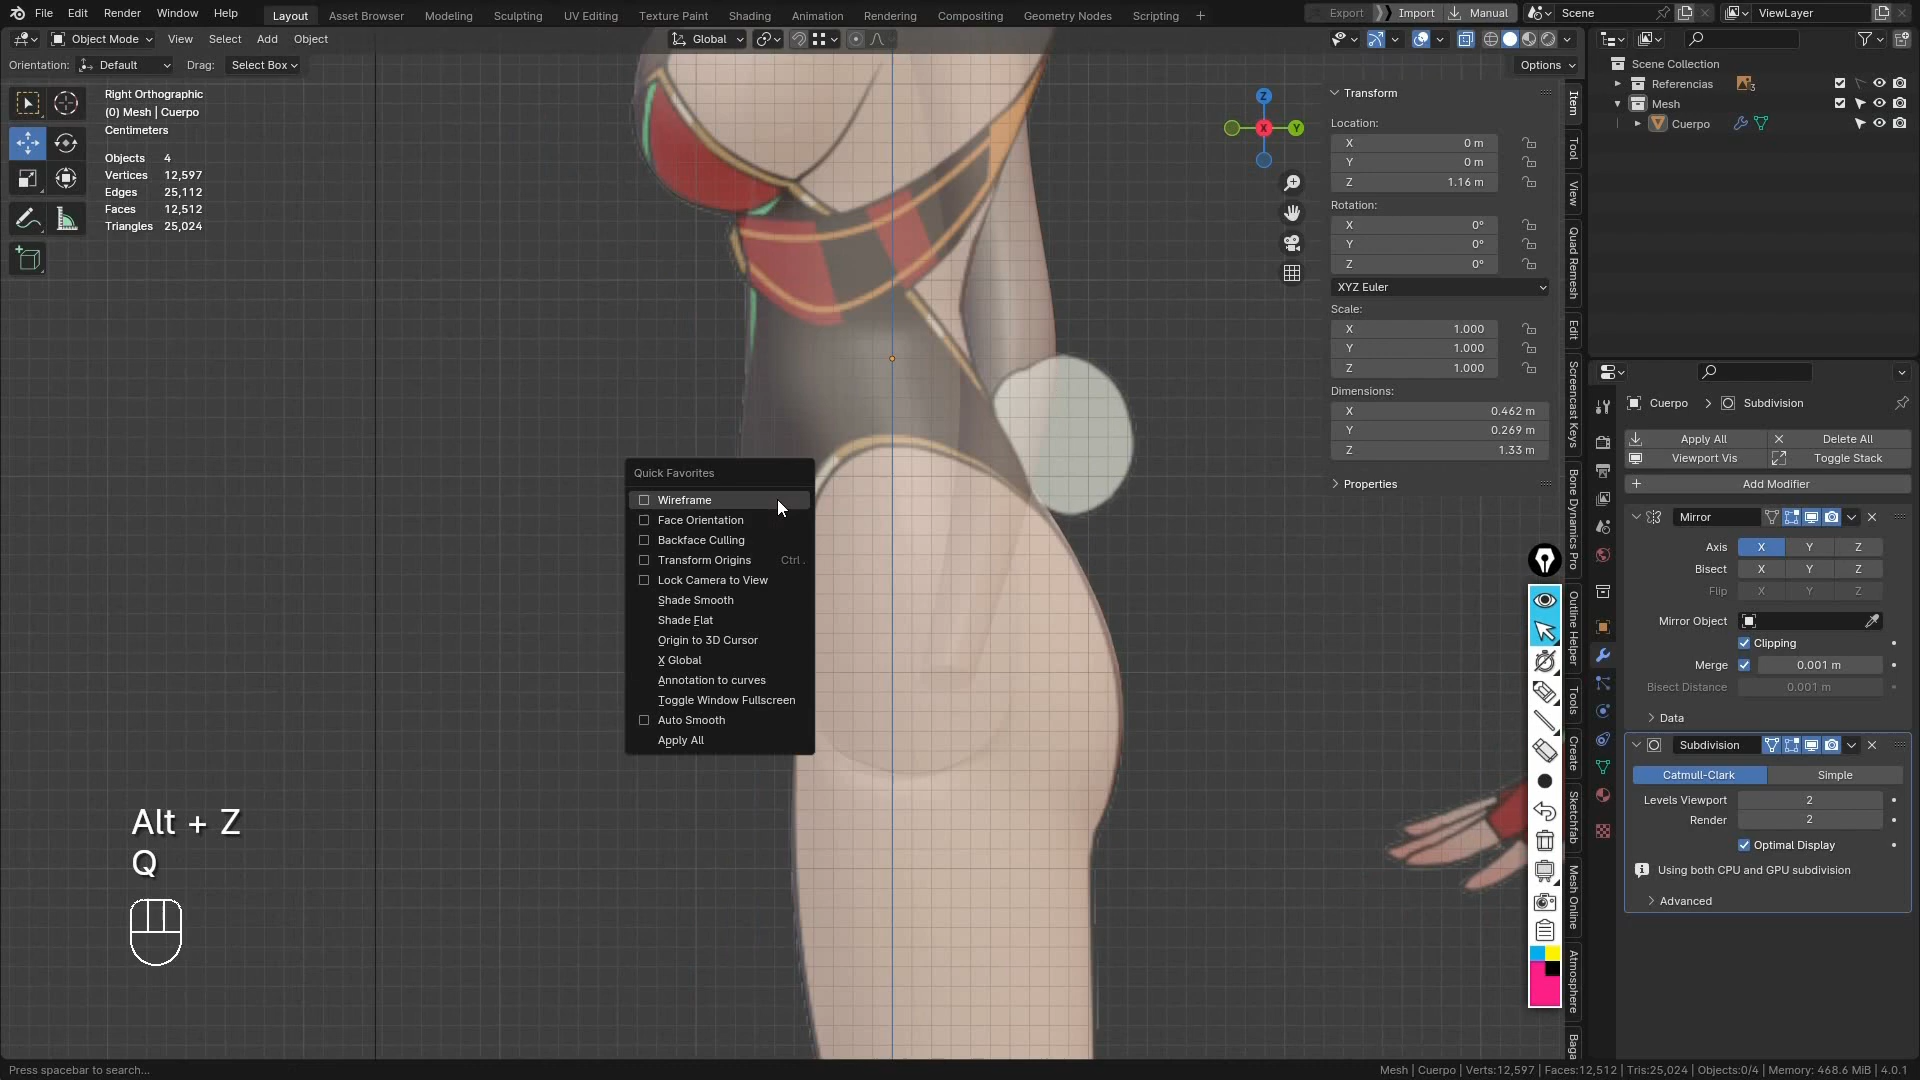 File Edit Render Window Help Layout Asset Browser Modeling Sculpting UV Editing Texture Paint Shading Animation Rendering Compositing Geometry Nodes Scripting + Export Import Manual Scene ViewLayer
Object Mode View Select Add Object Global
Orientation: Default Drag: Select Box Options
Right Orthographic
(0) Mesh | Cuerpo
Centimeters
Objects 4
Vertices 12,597
Edges 25,112
Faces 12,512
Triangles 25,024
Z
X
Y
Quick Favorites
Wireframe
Face Orientation
Backface Culling
Transform Origins Ctrl .
Lock Camera to View
Shade Smooth
Shade Flat
Origin to 3D Cursor
X Global
Annotation to curves
Toggle Window Fullscreen
Auto Smooth
Apply All
Alt + Z
Q
Transform
Location:
X 0 m
Y 0 m
Z 1.16 m
Rotation:
X 0°
Y 0°
Z 0°
XYZ Euler
Scale:
X 1.000
Y 1.000
Z 1.000
Dimensions:
X 0.462 m
Y 0.269 m
Z 1.33 m
Properties
Item
Tool
View
Quad Remesh
Edit
Screencast Keys
Bone Dynamics Pro
Outline Helper
Tools
Create
Sketchfab
Mesh Online
Atmosphere
Baga
Scene Collection
Referencias 3
Mesh
Cuerpo
Cuerpo > Subdivision
Apply All Delete All
Viewport Vis Toggle Stack
Add Modifier
Mirror
Axis X Y Z
Bisect X Y Z
Flip X Y Z
Mirror Object
Clipping
Merge 0.001 m
Bisect Distance 0.001 m
Data
Subdivision
Catmull-Clark Simple
Levels Viewport 2
Render 2
Optimal Display
Using both CPU and GPU subdivision
Advanced
Press spacebar to search...
Mesh | Cuerpo | Verts:12,597 | Faces:12,512 | Tris:25,024 | Objects:0/4 | Memory: 468.6 MiB | 4.0.1